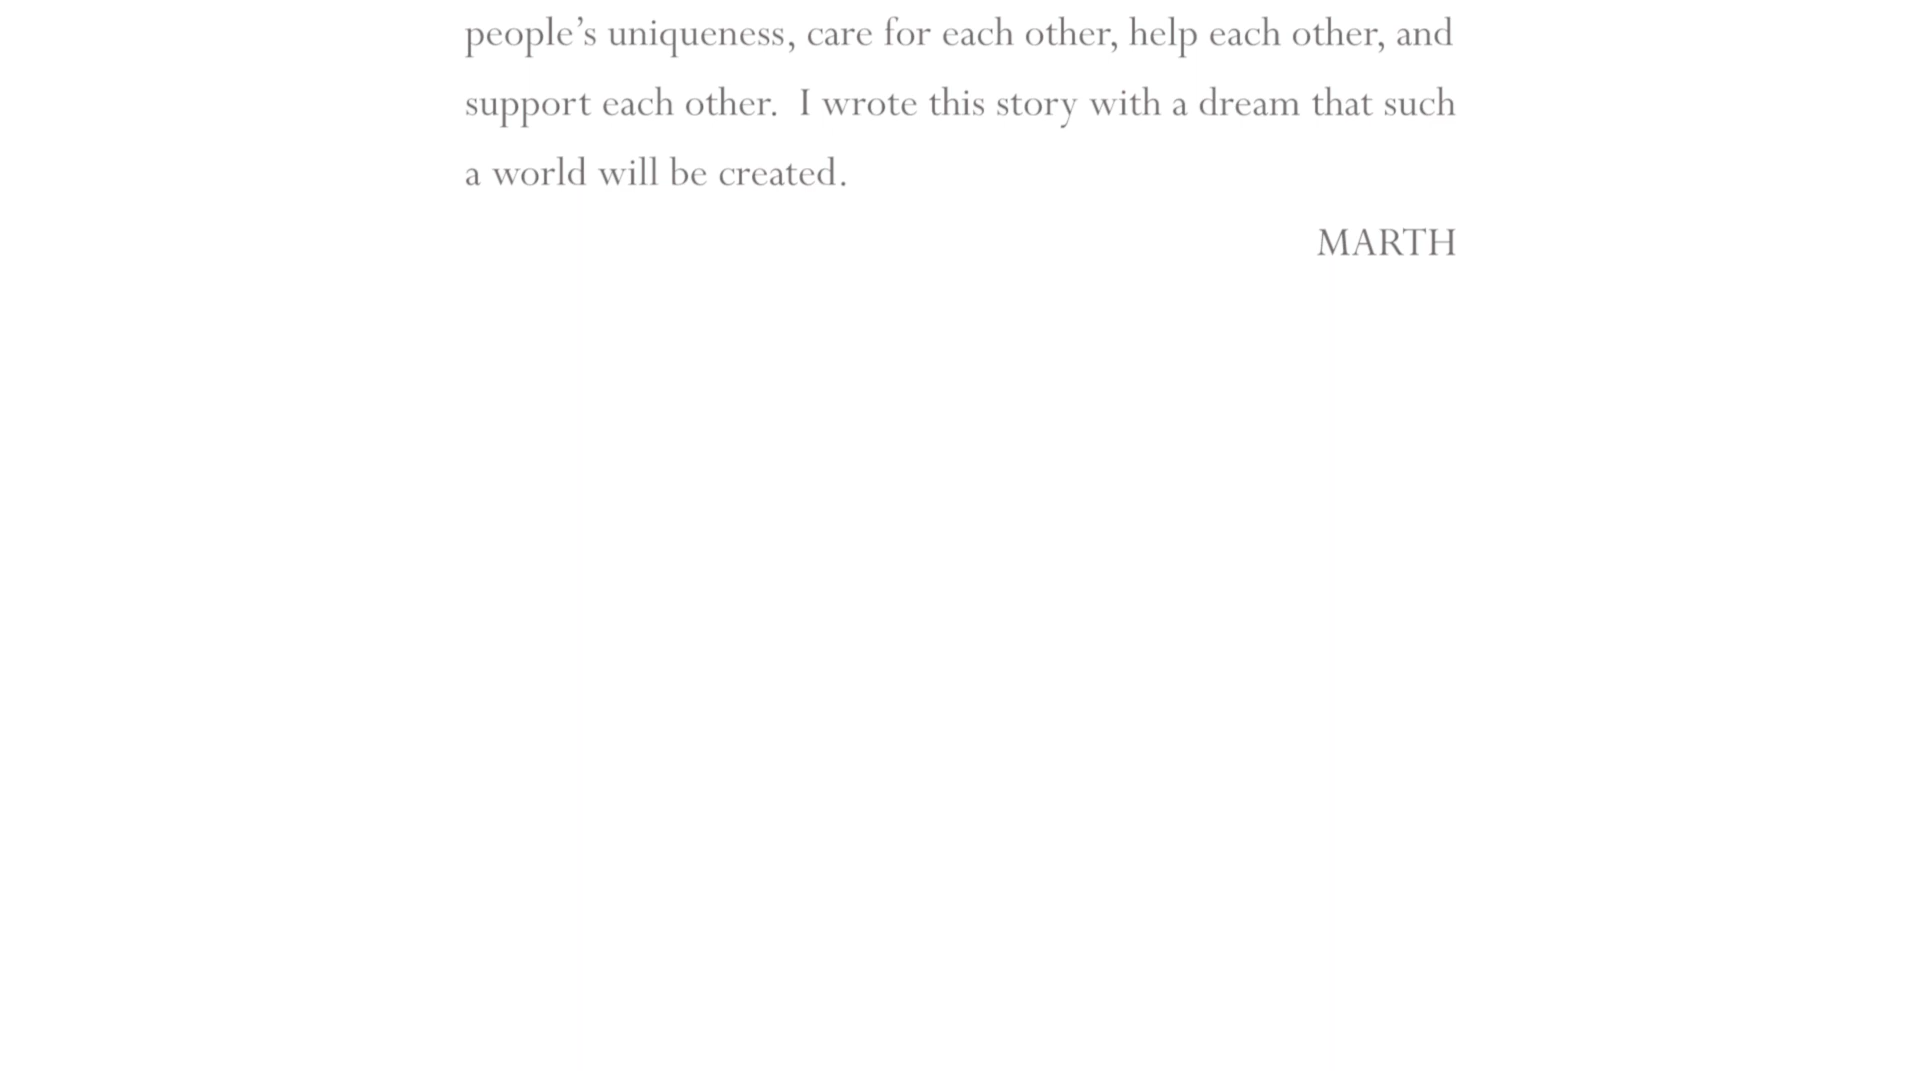 people’s uniqueness, care for each other, help each other, and
support each other.  I wrote this story with a dream that such
a world will be created.
MARTH